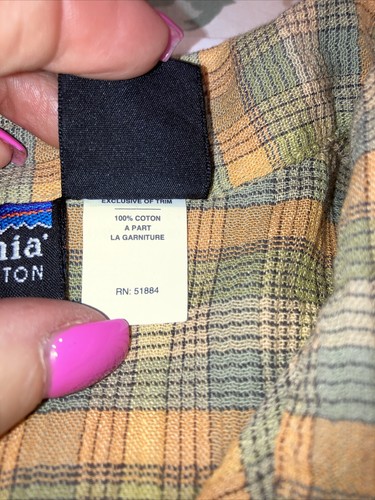 EXCLUSIVE OF TRIM
100% COTON
A PART
LA GARNITURE
RN: 51884
nia
TON